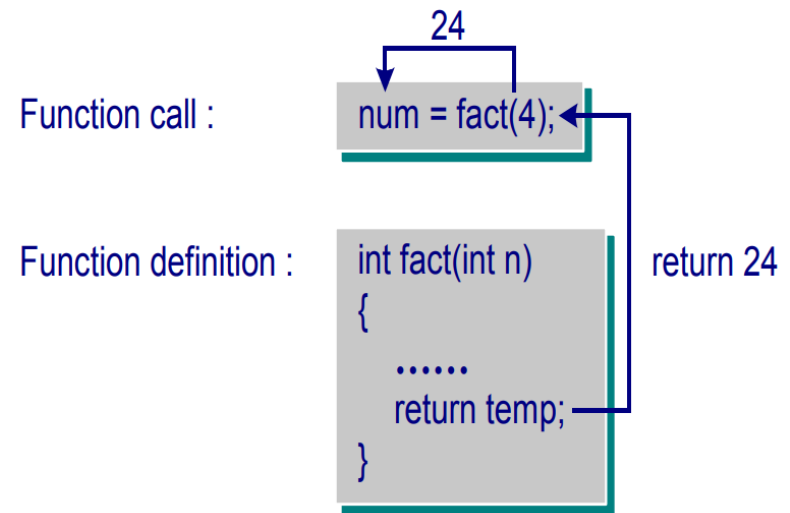 24
Function call :
num = fact(4);
Function definition :
int fact(int n)
{
......
return temp;
}
return 24